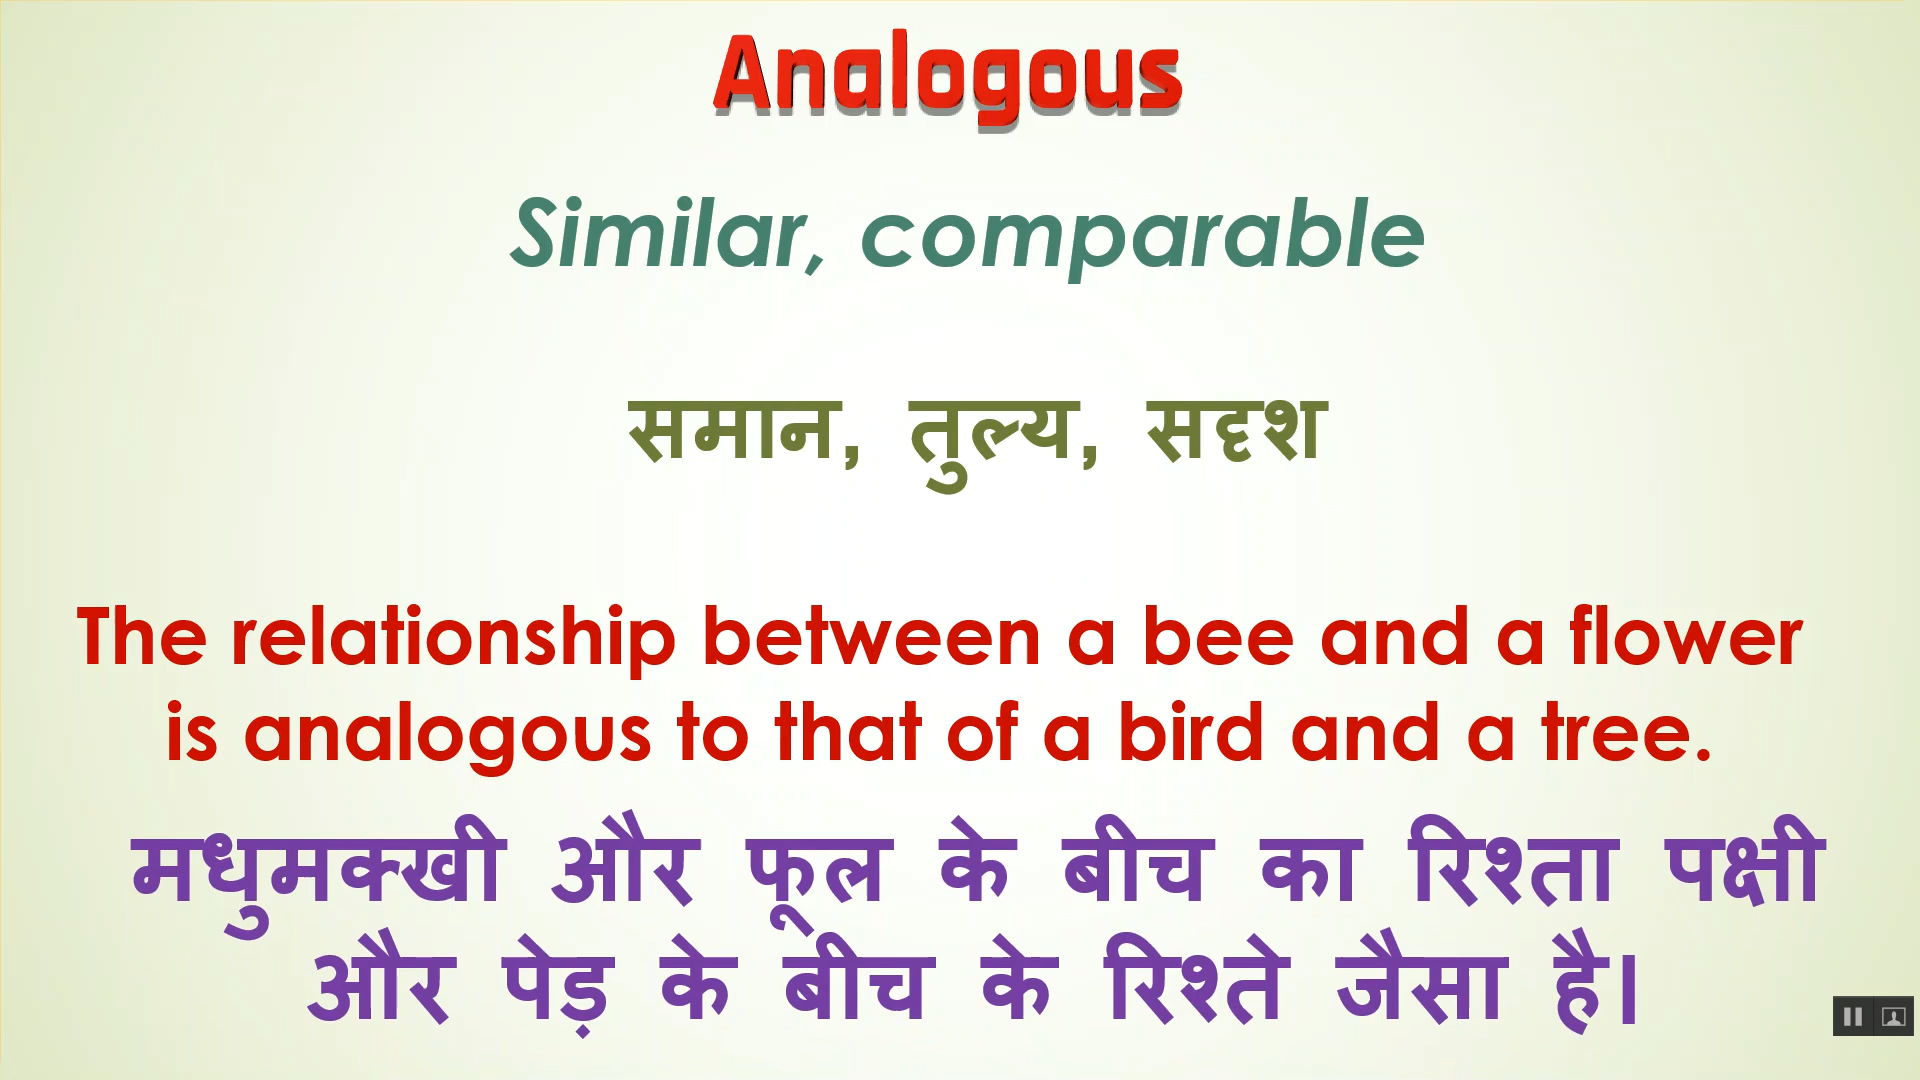 Analogous
Similar, comparable
समान, तुल्य, सदृश
The relationship between a bee and a flower
is analogous to that of a bird and a tree.
मधुमक्खी और फूल के बीच का रिश्ता पक्षी
और पेड़ के बीच के रिश्ते जैसा है।